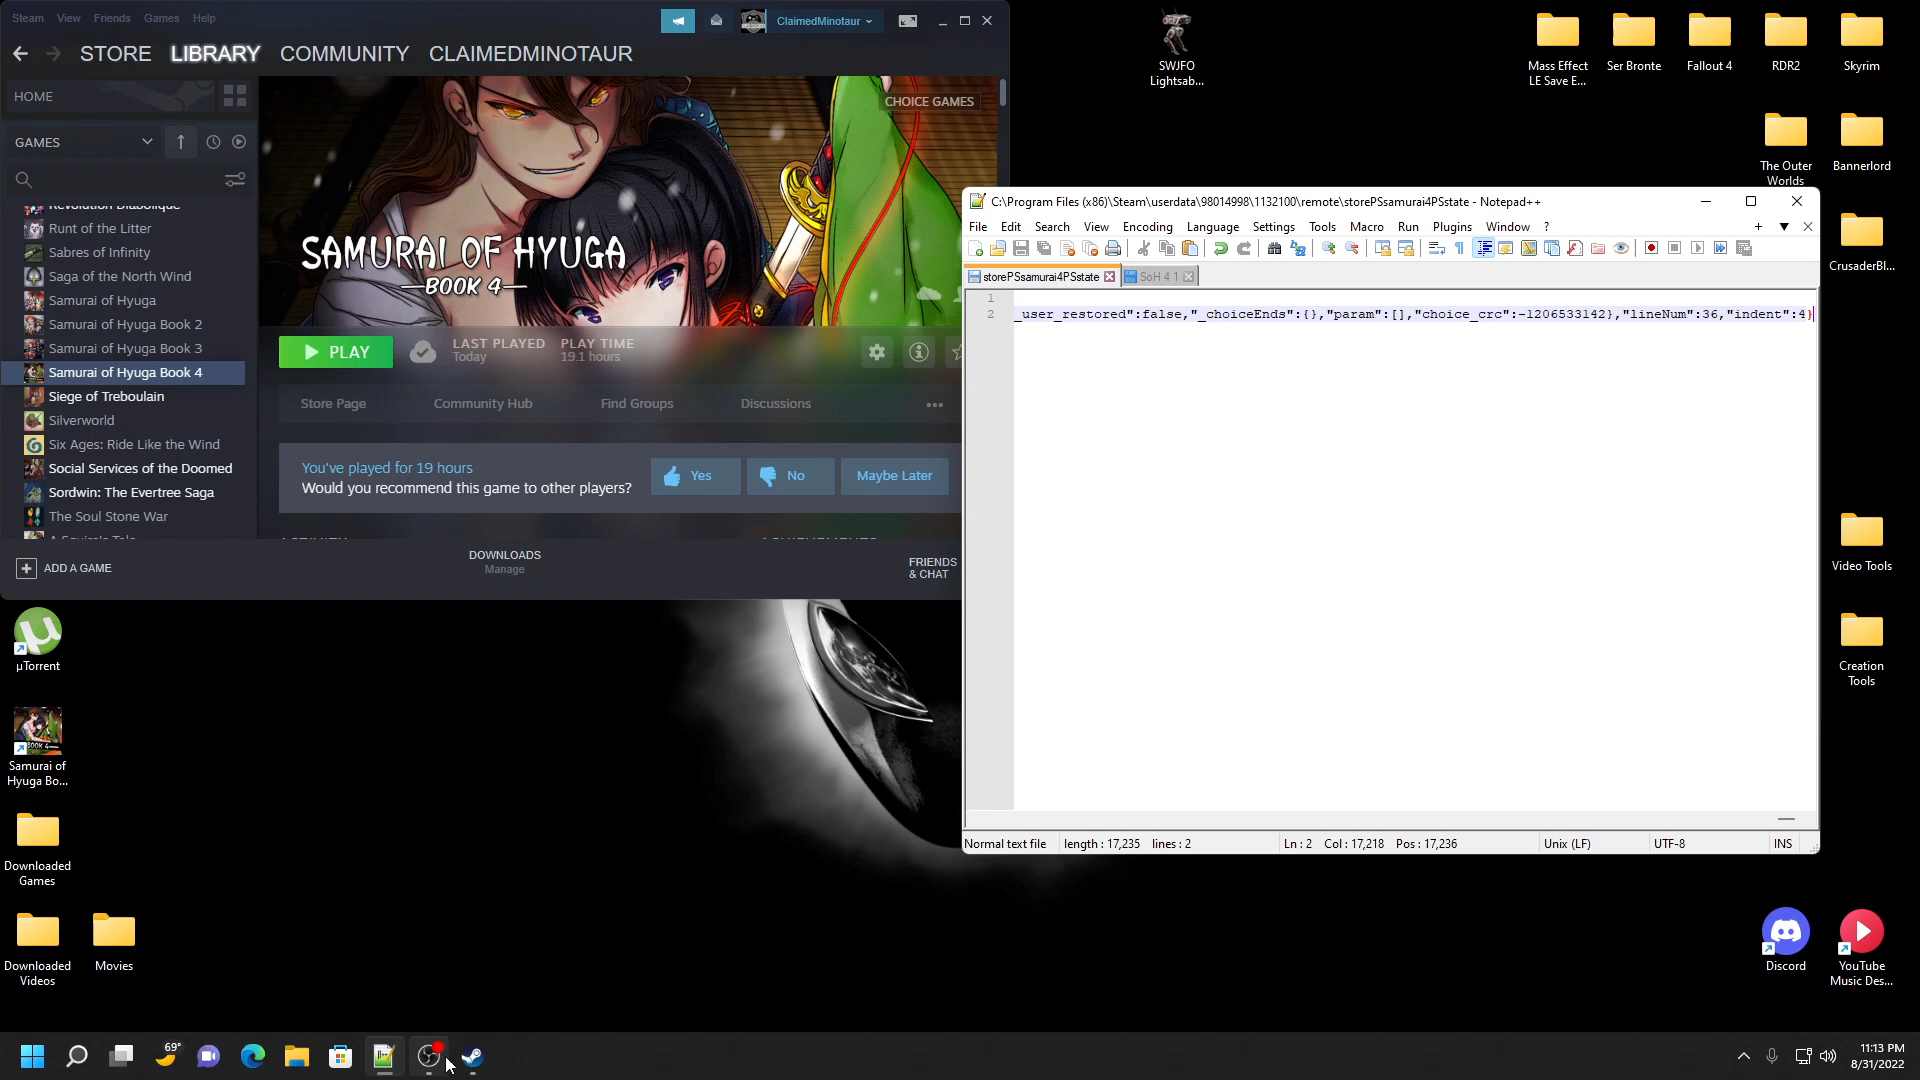 Steam View Friends Games Help
ClaimedMinotaur
STORE LIBRARY COMMUNITY CLAIMEDMINOTAUR
HOME
GAMES
Revolution Diabolique
Runt of the Litter
Sabres of Infinity
Saga of the North Wind
Samurai of Hyuga
Samurai of Hyuga Book 2
Samurai of Hyuga Book 3
Samurai of Hyuga Book 4
Siege of Treboulain
Silverworld
Six Ages: Ride Like the Wind
Social Services of the Doomed
Sordwin: The Evertree Saga
The Soul Stone War
ADD A GAME
CHOICE GAMES
SAMURAI OF HYUGA
—BOOK 4—
PLAY
LAST PLAYED
Today
PLAY TIME
19.1 hours
Store Page Community Hub Find Groups Discussions
You've played for 19 hours
Would you recommend this game to other players?
Yes No Maybe Later
DOWNLOADS
Manage
FRIENDS
& CHAT
C:\Program Files (x86)\Steam\userdata\98014998\1132100\remote\storePSsamurai4PSstate - Notepad++
File Edit Search View Encoding Language Settings Tools Macro Run Plugins Window ?
storePSsamurai4PSstate SoH 4 1
1
2 _user_restored":false,"_choiceEnds":{},"param":[],"choice_crc":-1206533142},"lineNum":36,"indent":4}
Normal text file length : 17,235 lines : 2 Ln : 2 Col : 17,218 Pos : 17,236 Unix (LF) UTF-8 INS
SWJFO
Lightsab...
Mass Effect
LE Save E...
Ser Bronte
Fallout 4
RDR2
Skyrim
The Outer
Worlds
Bannerlord
CrusaderBl...
Video Tools
Creation
Tools
Discord
YouTube
Music Des...
µTorrent
BOOK 4
Samurai of
Hyuga Bo...
Downloaded
Games
Downloaded
Videos
Movies
69°
11:13 PM
8/31/2022